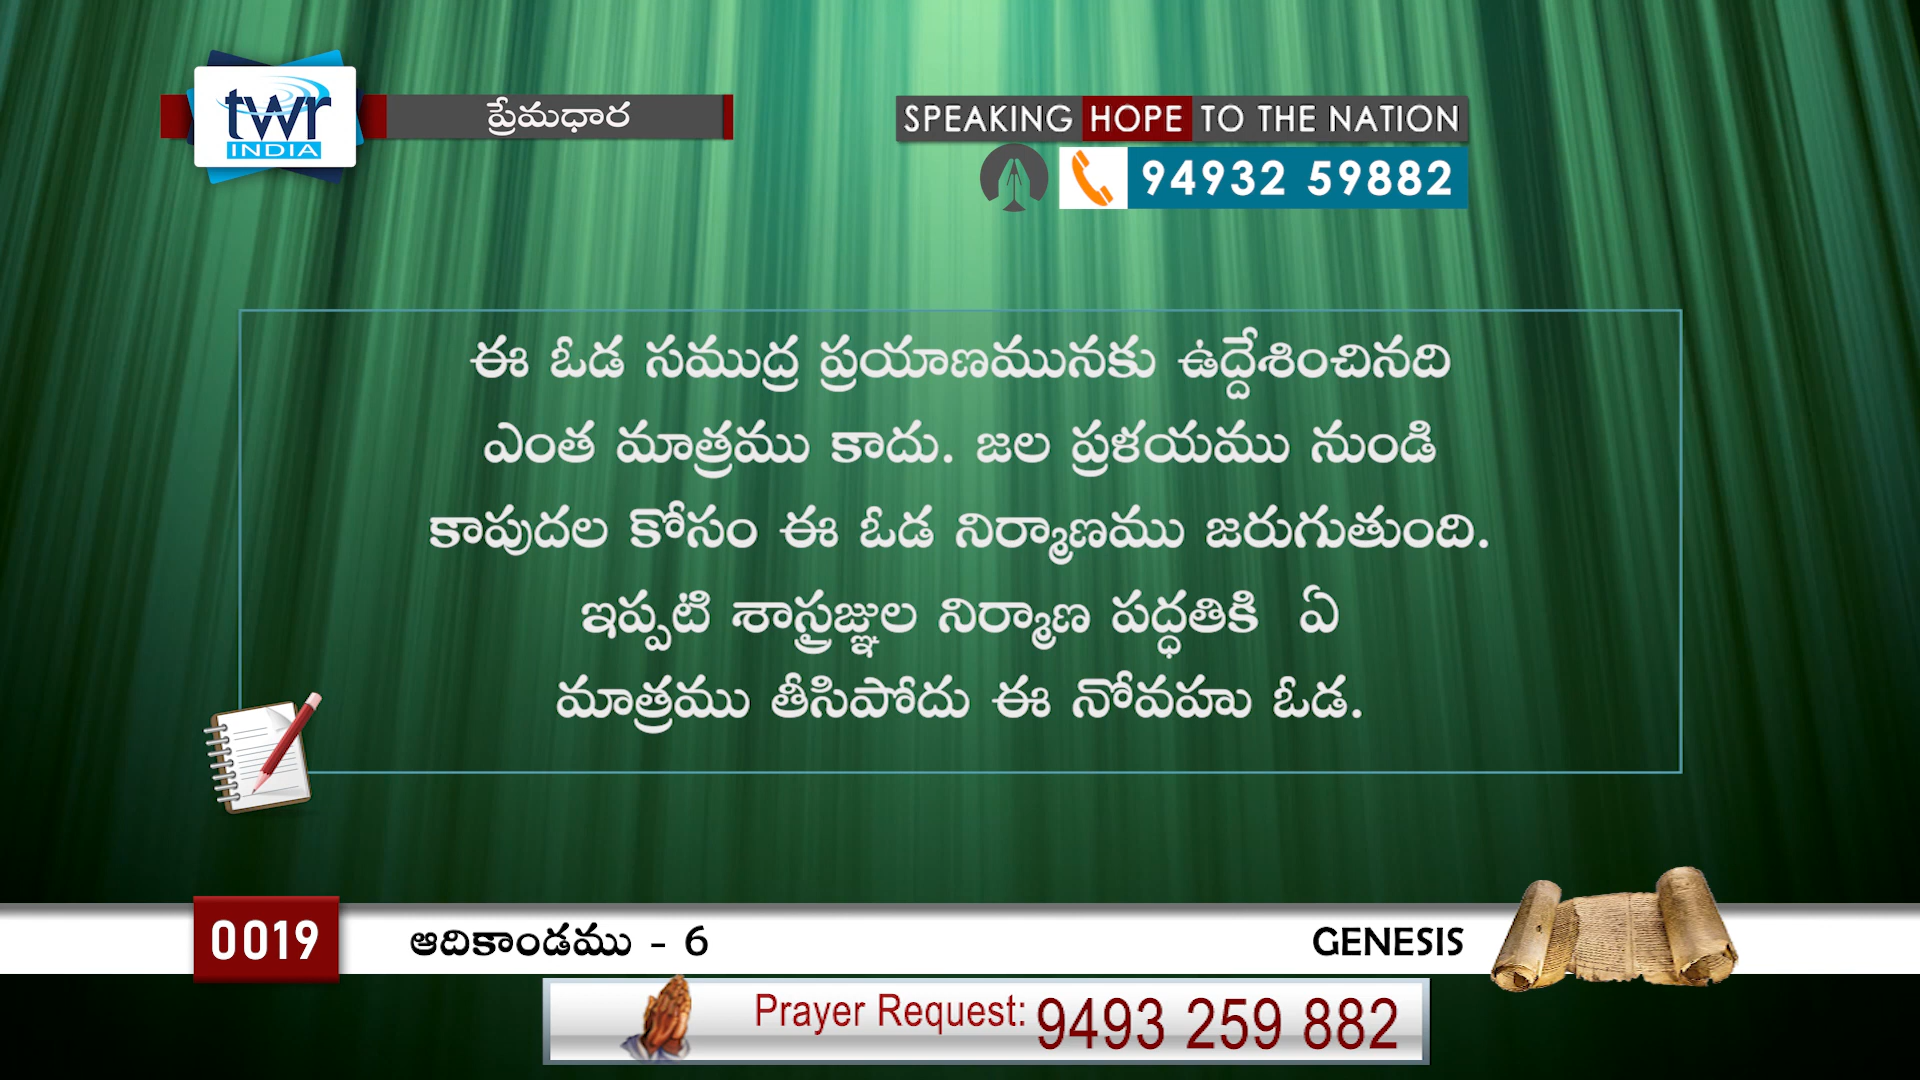 twr
INDIA
ప్రేమధార
SPEAKING HOPE TO THE NATION
94932 59882
ఈ ఓడ సముద్ర ప్రయాణమునకు ఉద్దేశించినది
ఎంత మాత్రము కాదు. జల ప్రళయము నుండి
కాపుదల కోసం ఈ ఓడ నిర్మాణము జరుగుతుంది.
ఇప్పటి శాస్త్రజ్ఞుల నిర్మాణ పద్ధతికి ఏ
మాత్రము తీసిపోదు ఈ నోవహు ఓడ.
0019
ఆదికాండము - 6
GENESIS
Prayer Request: 9493 259 882